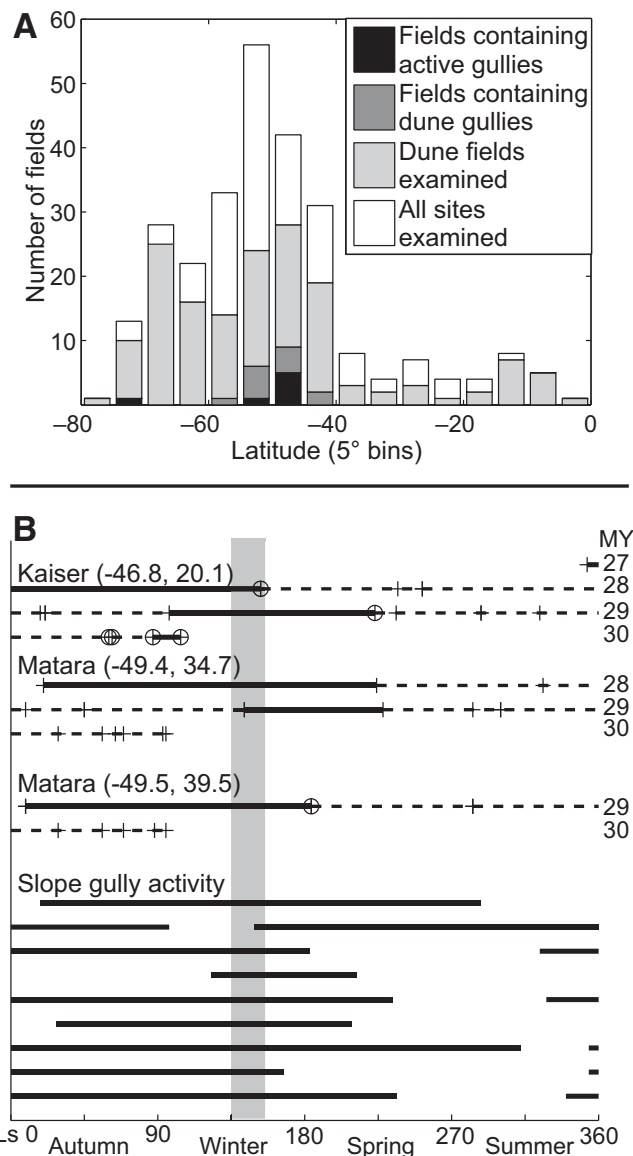 A
60
50
40
30
20
10
Number of fields
Fields containing
active gullies
Fields containing
dune gullies
Dune fields
examined
All sites
examined
–80
–60
–40
–20
0
Latitude (5° bins)
B
MY
27
Kaiser (-46.8, 20.1)
28
29
30
Matara (-49.4, 34.7)
28
29
30
Matara (-49.5, 39.5)
29
30
Slope gully activity
Ls 0
90
180
270
360
Autumn
Winter
Spring
Summer